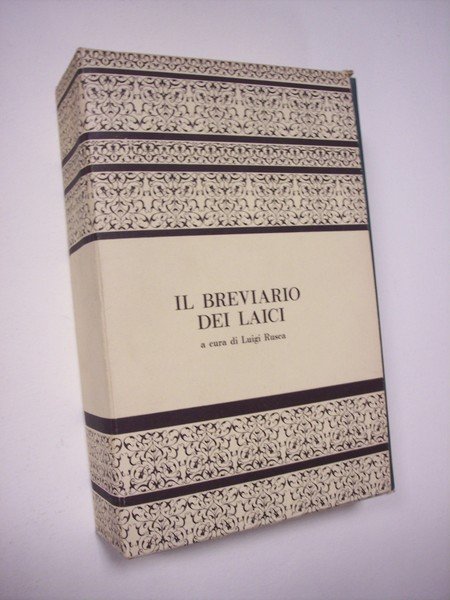 IL BREVIARIO
DEI LAICI
a cura di Luigi Rusca